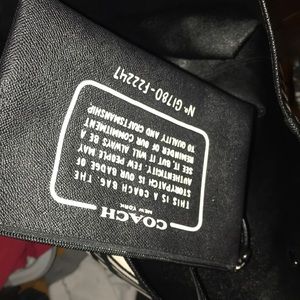 COACH
NEW YORK
THIS IS A COACH BAG. THE
STORYPATCH IS OUR BADGE OF
AUTHENTICITY. FEW PEOPLE MAY
SEE IT, BUT IT WILL ALWAYS BE A
REMINDER OF OUR COMMITMENT
TO QUALITY AND CRAFTSMANSHIP
Nº G1780-F22247